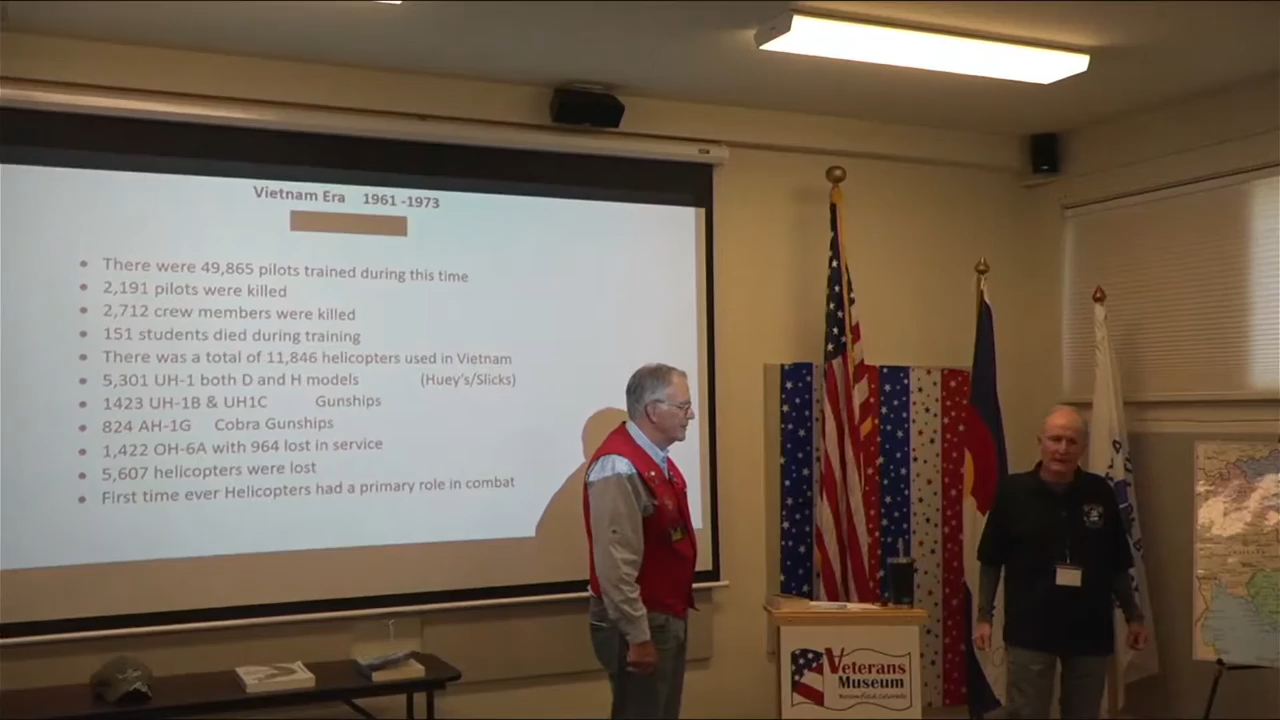 Vietnam Era 1961 -1973
There were 49,865 pilots trained during this time
2,191 pilots were killed
2,712 crew members were killed
151 students died during training
There was a total of 11,846 helicopters used in Vietnam
5,301 UH-1 both D and H models (Huey's/Slicks)
1423 UH-1B & UH1C Gunships
824 AH-1G Cobra Gunships
1,422 OH-6A with 964 lost in service
5,607 helicopters were lost
First time ever Helicopters had a primary role in combat
Veterans
Museum
Broomfield, Colorado